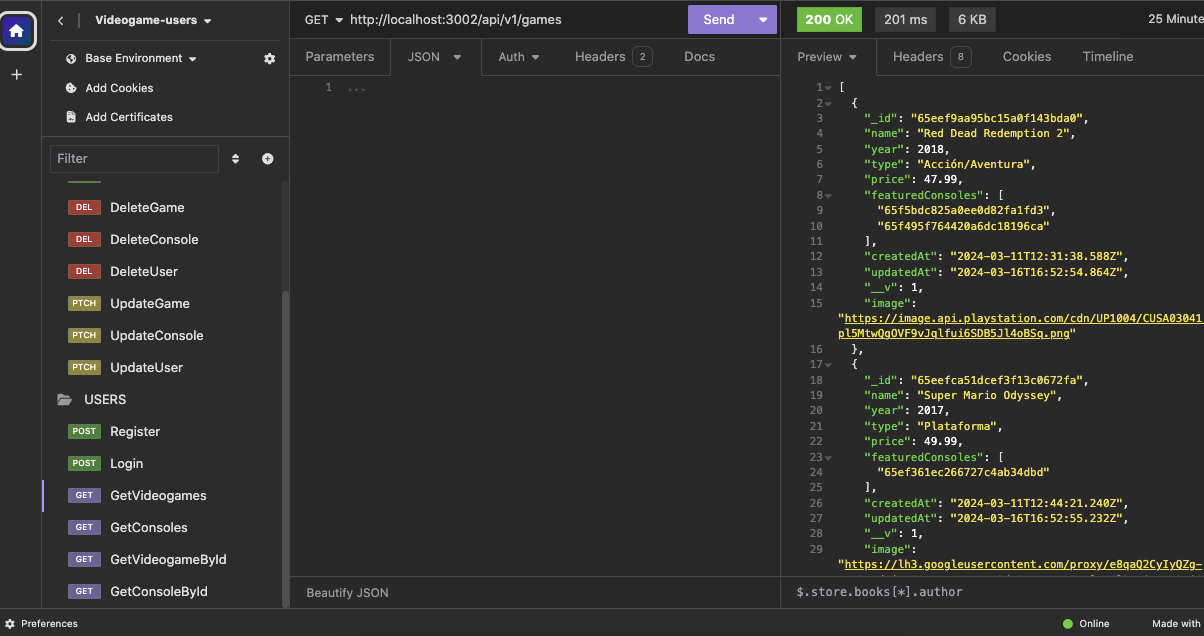 Videogame-users
Base Environment
Add Cookies
Add Certificates
Filter
DEL DeleteGame
DEL DeleteConsole
DEL DeleteUser
PTCH UpdateGame
PTCH UpdateConsole
PTCH UpdateUser
USERS
POST Register
POST Login
GET GetVideogames
GET GetConsoles
GET GetVideogameById
GET GetConsoleById
Preferences
GET http://localhost:3002/api/v1/games
Send
Parameters JSON Auth Headers 2 Docs
1 ...
Beautify JSON
200 OK 201 ms 6 KB 25 Minute
Preview Headers 8 Cookies Timeline
1 [
2 {
3 "_id": "65eef9aa95bc15a0f143bda0",
4 "name": "Red Dead Redemption 2",
5 "year": 2018,
6 "type": "Acción/Aventura",
7 "price": 47.99,
8 "featuredConsoles": [
9 "65f5bdc825a0ee0d82fa1fd3",
10 "65f495f764420a6dc18196ca"
11 ],
12 "createdAt": "2024-03-11T12:31:38.588Z",
13 "updatedAt": "2024-03-16T16:52:54.864Z",
14 "__v": 1,
15 "image":
"https://image.api.playstation.com/cdn/UP1004/CUSA03041
pl5MtwQgOVF9vJqlfui6SDB5Jl4oBSq.png"
16 },
17 {
18 "_id": "65eefca51dcef3f13c0672fa",
19 "name": "Super Mario Odyssey",
20 "year": 2017,
21 "type": "Plataforma",
22 "price": 49.99,
23 "featuredConsoles": [
24 "65ef361ec266727c4ab34dbd"
25 ],
26 "createdAt": "2024-03-11T12:44:21.240Z",
27 "updatedAt": "2024-03-16T16:52:55.232Z",
28 "__v": 1,
29 "image":
"https://lh3.googleusercontent.com/proxy/e8qaQ2CyIyQZg-
$.store.books[*].author
Online
Made with